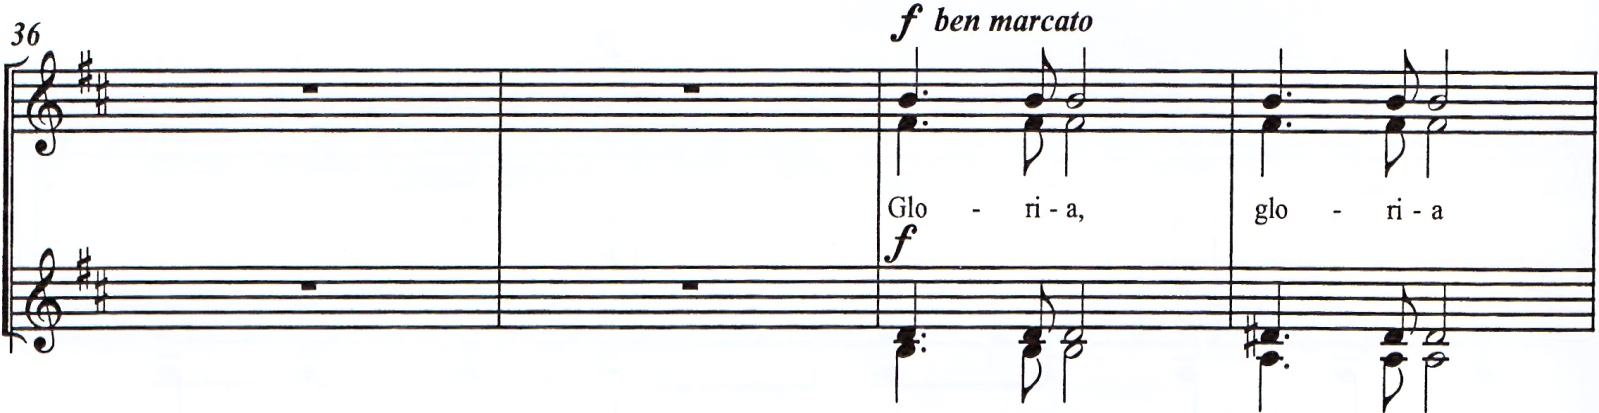 36
f ben marcato
Glo - ri - a, glo - ri - a
f